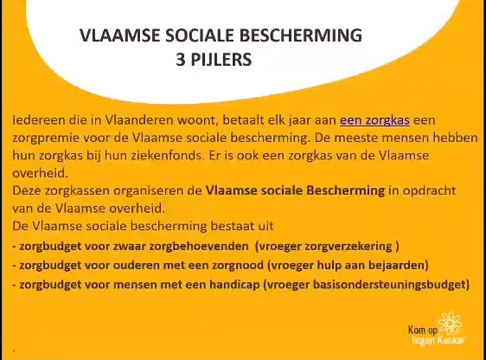 VLAAMSE SOCIALE BESCHERMING
3 PIJLERS
Iedereen die in Vlaanderen woont, betaalt elk jaar aan een zorgkas een
zorgpremie voor de Vlaamse sociale bescherming. De meeste mensen hebben
hun zorgkas bij hun ziekenfonds. Er is ook een zorgkas van de Vlaamse
overheid.
Deze zorgkassen organiseren de Vlaamse sociale Bescherming in opdracht
van de Vlaamse overheid.
De Vlaamse sociale bescherming bestaat uit
- zorgbudget voor zwaar zorgbehoevenden (vroeger zorgverzekering )
- zorgbudget voor ouderen met een zorgnood (vroeger hulp aan bejaarden)
- zorgbudget voor mensen met een handicap (vroeger basisondersteuningsbudget)
Kom op
tegen Kanker
.